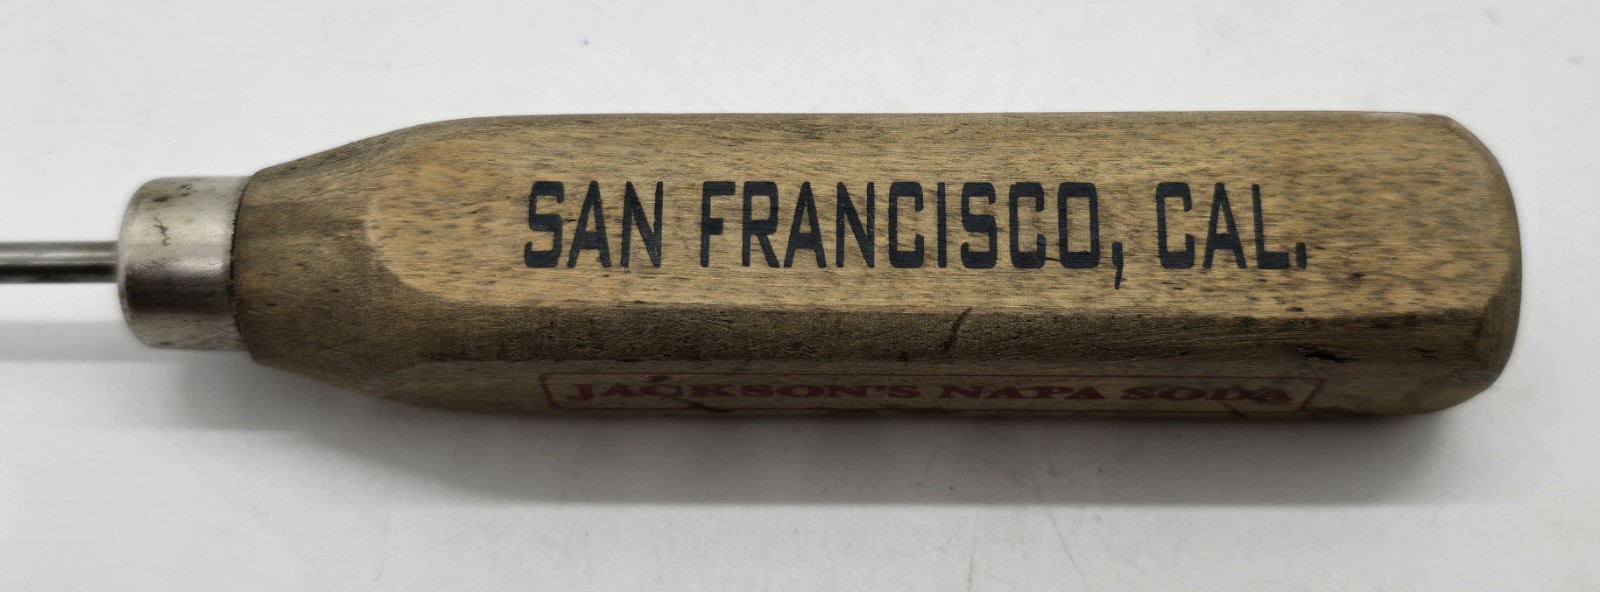 SAN FRANCISCO, CAL.
JACKSON'S NAPA SODA